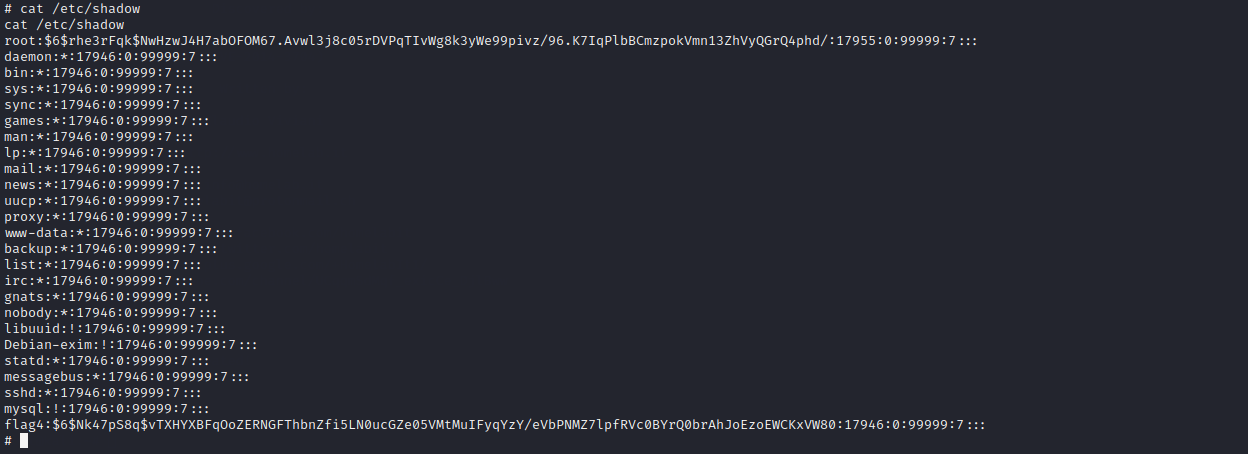 # cat /etc/shadow
cat /etc/shadow
root:$6$rhe3rFqk$NwHzwJ4H7abOFOM67.Avwl3j8c05rDVPqTIvWg8k3yWe99pivz/96.K7IqPlbBCmzpokVmn13ZhVyQGrQ4phd/:17955:0:99999:7:::
daemon:*:17946:0:99999:7:::
bin:*:17946:0:99999:7:::
sys:*:17946:0:99999:7:::
sync:*:17946:0:99999:7:::
games:*:17946:0:99999:7:::
man:*:17946:0:99999:7:::
lp:*:17946:0:99999:7:::
mail:*:17946:0:99999:7:::
news:*:17946:0:99999:7:::
uucp:*:17946:0:99999:7:::
proxy:*:17946:0:99999:7:::
www-data:*:17946:0:99999:7:::
backup:*:17946:0:99999:7:::
list:*:17946:0:99999:7:::
irc:*:17946:0:99999:7:::
gnats:*:17946:0:99999:7:::
nobody:*:17946:0:99999:7:::
libuuid:!:17946:0:99999:7:::
Debian-exim:!:17946:0:99999:7:::
statd:*:17946:0:99999:7:::
messagebus:*:17946:0:99999:7:::
sshd:*:17946:0:99999:7:::
mysql:!:17946:0:99999:7:::
flag4:$6$Nk47pS8q$vTXHYXBFqOoZERNGFThbnZfi5LN0ucGZe05VMtMuIFyqYzY/eVbPNMZ7lpfRVc0BYrQ0brAhJoEzoEWCKxVW80:17946:0:99999:7:::
#